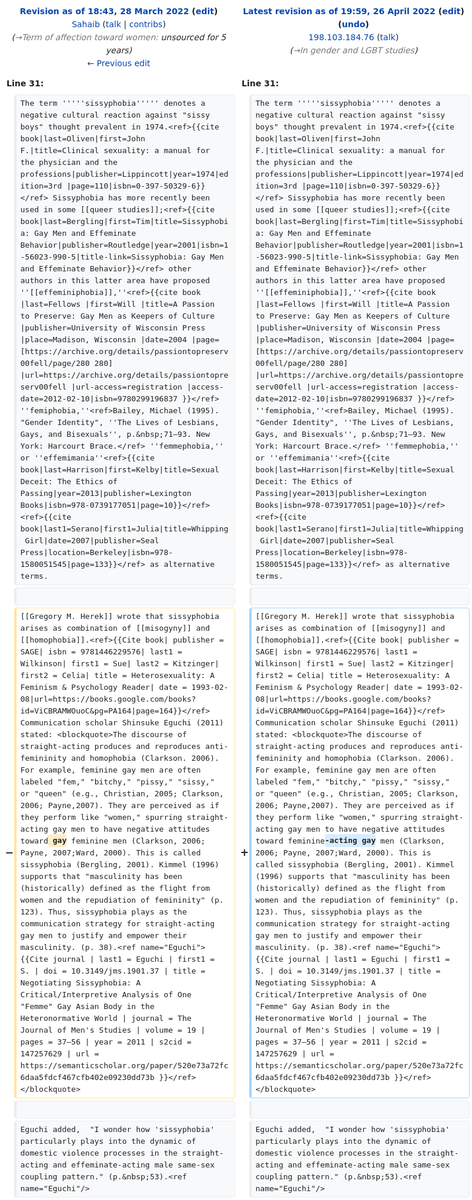 Revision as of 18:43, 28 March 2022 (edit)
Sahaib (talk | contribs)
(→Term of affection toward women: unsourced for 5
years)
← Previous edit
Latest revision as of 19:59, 26 April 2022 (edit)
(undo)
198.103.184.76 (talk)
(→In gender and LGBT studies)
Line 31:
Line 31:
The term '''''sissyphobia''''' denotes a
negative cultural reaction against "sissy
boys" thought prevalent in 1974.<ref>{{cite
book|last=Oliven|first=John
F.|title=Clinical sexuality: a manual for
the physician and the
professions|publisher=Lippincott|year=1974|ed
ition=3rd |page=110|isbn=0-397-50329-6}}
</ref> Sissyphobia has more recently been
used in some [[queer studies]];<ref>{{cite
book|last=Bergling|first=Tim|title=Sissyphobi
a: Gay Men and Effeminate
Behavior|publisher=Routledge|year=2001|isbn=1
-56023-990-5|title-link=Sissyphobia: Gay Men
and Effeminate Behavior}}</ref> other
authors in this latter area have proposed
''[[effeminiphobia]],''<ref>{{cite book
|last=Fellows |first=Will |title=A Passion
to Preserve: Gay Men as Keepers of Culture
|publisher=University of Wisconsin Press
|place=Madison, Wisconsin |date=2004 |page=
[https://archive.org/details/passiontopreserv
00fell/page/280 280]
|url=https://archive.org/details/passiontopre
serv00fell |url-access=registration |access-
date=2012-02-10|isbn=9780299196837 }}</ref>
''femiphobia,''<ref>Bailey, Michael (1995).
"Gender Identity", ''The Lives of Lesbians,
Gays, and Bisexuals'', p.&nbsp;71–93. New
York: Harcourt Brace.</ref> ''femmephobia,''
or ''effemimania''<ref>{{cite
book|last=Harrison|first=Kelby|title=Sexual
Deceit: The Ethics of
Passing|year=2013|publisher=Lexington
Books|isbn=978-0739177051|page=10}}</ref>
<ref>{{cite
book|last1=Serano|first1=Julia|title=Whipping
Girl|date=2007|publisher=Seal
Press|location=Berkeley|isbn=978-
1580051545|page=133}}</ref> as alternative
terms.
The term '''''sissyphobia''''' denotes a
negative cultural reaction against "sissy
boys" thought prevalent in 1974.<ref>{{cite
book|last=Oliven|first=John
F.|title=Clinical sexuality: a manual for
the physician and the
professions|publisher=Lippincott|year=1974|ed
ition=3rd |page=110|isbn=0-397-50329-6}}
</ref> Sissyphobia has more recently been
used in some [[queer studies]];<ref>{{cite
book|last=Bergling|first=Tim|title=Sissyphobi
a: Gay Men and Effeminate
Behavior|publisher=Routledge|year=2001|isbn=1
-56023-990-5|title-link=Sissyphobia: Gay Men
and Effeminate Behavior}}</ref> other
authors in this latter area have proposed
''[[effeminiphobia]],''<ref>{{cite book
|last=Fellows |first=Will |title=A Passion
to Preserve: Gay Men as Keepers of Culture
|publisher=University of Wisconsin Press
|place=Madison, Wisconsin |date=2004 |page=
[https://archive.org/details/passiontopreserv
00fell/page/280 280]
|url=https://archive.org/details/passiontopre
serv00fell |url-access=registration |access-
date=2012-02-10|isbn=9780299196837 }}</ref>
''femiphobia,''<ref>Bailey, Michael (1995).
"Gender Identity", ''The Lives of Lesbians,
Gays, and Bisexuals'', p.&nbsp;71–93. New
York: Harcourt Brace.</ref> ''femmephobia,''
or ''effemimania''<ref>{{cite
book|last=Harrison|first=Kelby|title=Sexual
Deceit: The Ethics of
Passing|year=2013|publisher=Lexington
Books|isbn=978-0739177051|page=10}}</ref>
<ref>{{cite
book|last1=Serano|first1=Julia|title=Whipping
Girl|date=2007|publisher=Seal
Press|location=Berkeley|isbn=978-
1580051545|page=133}}</ref> as alternative
terms.
[[Gregory M. Herek]] wrote that sissyphobia
arises as combination of [[misogyny]] and
[[homophobia]].<ref>{{Cite book| publisher =
SAGE| isbn = 9781446229576| last1 =
Wilkinson| first1 = Sue| last2 = Kitzinger|
first2 = Celia| title = Heterosexuality: A
Feminism & Psychology Reader| date = 1993-02-
08|url=https://books.google.com/books?
id=ViCBRAMWOuoC&pg=PA164|page=164}}</ref>
Communication scholar Shinsuke Eguchi (2011)
stated: <blockquote>The discourse of
straight-acting produces and reproduces anti-
femininity and homophobia (Clarkson. 2006).
For example, feminine gay men are often
labeled "fem," "bitchy," "pissy," "sissy,"
or "queen" (e.g., Christian, 2005; Clarkson,
2006; Payne,2007). They are perceived as if
they perform like "women," spurring straight-
acting gay men to have negative attitudes
toward gay feminine men (Clarkson, 2006;
− Payne, 2007;Ward, 2000). This is called
sissyphobia (Bergling, 2001). Kimmel (1996)
supports that "masculinity has been
(historically) defined as the flight from
women and the repudiation of femininity" (p.
123). Thus, sissyphobia plays as the
communication strategy for straight-acting
gay men to justify and empower their
masculinity. (p. 38).<ref name="Eguchi">
{{Cite journal | last1 = Eguchi | first1 =
S. | doi = 10.3149/jms.1901.37 | title =
Negotiating Sissyphobia: A
Critical/Interpretive Analysis of One
"Femme" Gay Asian Body in the
Heteronormative World | journal = The
Journal of Men's Studies | volume = 19 |
pages = 37–56 | year = 2011 | s2cid =
147257629 | url =
https://semanticscholar.org/paper/520e73a72fc
6daa5fdcf467cfb402e09230dd73b }}</ref>
</blockquote>
[[Gregory M. Herek]] wrote that sissyphobia
arises as combination of [[misogyny]] and
[[homophobia]].<ref>{{Cite book| publisher =
SAGE| isbn = 9781446229576| last1 =
Wilkinson| first1 = Sue| last2 = Kitzinger|
first2 = Celia| title = Heterosexuality: A
Feminism & Psychology Reader| date = 1993-02-
08|url=https://books.google.com/books?
id=ViCBRAMWOuoC&pg=PA164|page=164}}</ref>
Communication scholar Shinsuke Eguchi (2011)
stated: <blockquote>The discourse of
straight-acting produces and reproduces anti-
femininity and homophobia (Clarkson. 2006).
For example, feminine gay men are often
labeled "fem," "bitchy," "pissy," "sissy,"
or "queen" (e.g., Christian, 2005; Clarkson,
2006; Payne,2007). They are perceived as if
they perform like "women," spurring straight-
acting gay men to have negative attitudes
toward feminine-acting gay men (Clarkson,
+ 2006; Payne, 2007;Ward, 2000). This is
called sissyphobia (Bergling, 2001). Kimmel
(1996) supports that "masculinity has been
(historically) defined as the flight from
women and the repudiation of femininity" (p.
123). Thus, sissyphobia plays as the
communication strategy for straight-acting
gay men to justify and empower their
masculinity. (p. 38).<ref name="Eguchi">
{{Cite journal | last1 = Eguchi | first1 =
S. | doi = 10.3149/jms.1901.37 | title =
Negotiating Sissyphobia: A
Critical/Interpretive Analysis of One
"Femme" Gay Asian Body in the
Heteronormative World | journal = The
Journal of Men's Studies | volume = 19 |
pages = 37–56 | year = 2011 | s2cid =
147257629 | url =
https://semanticscholar.org/paper/520e73a72fc
6daa5fdcf467cfb402e09230dd73b }}</ref>
</blockquote>
Eguchi added,  "I wonder how 'sissyphobia'
particularly plays into the dynamic of
domestic violence processes in the straight-
acting and effeminate-acting male same-sex
coupling pattern." (p.&nbsp;53).<ref
name="Eguchi"/>
Eguchi added,  "I wonder how 'sissyphobia'
particularly plays into the dynamic of
domestic violence processes in the straight-
acting and effeminate-acting male same-sex
coupling pattern." (p.&nbsp;53).<ref
name="Eguchi"/>